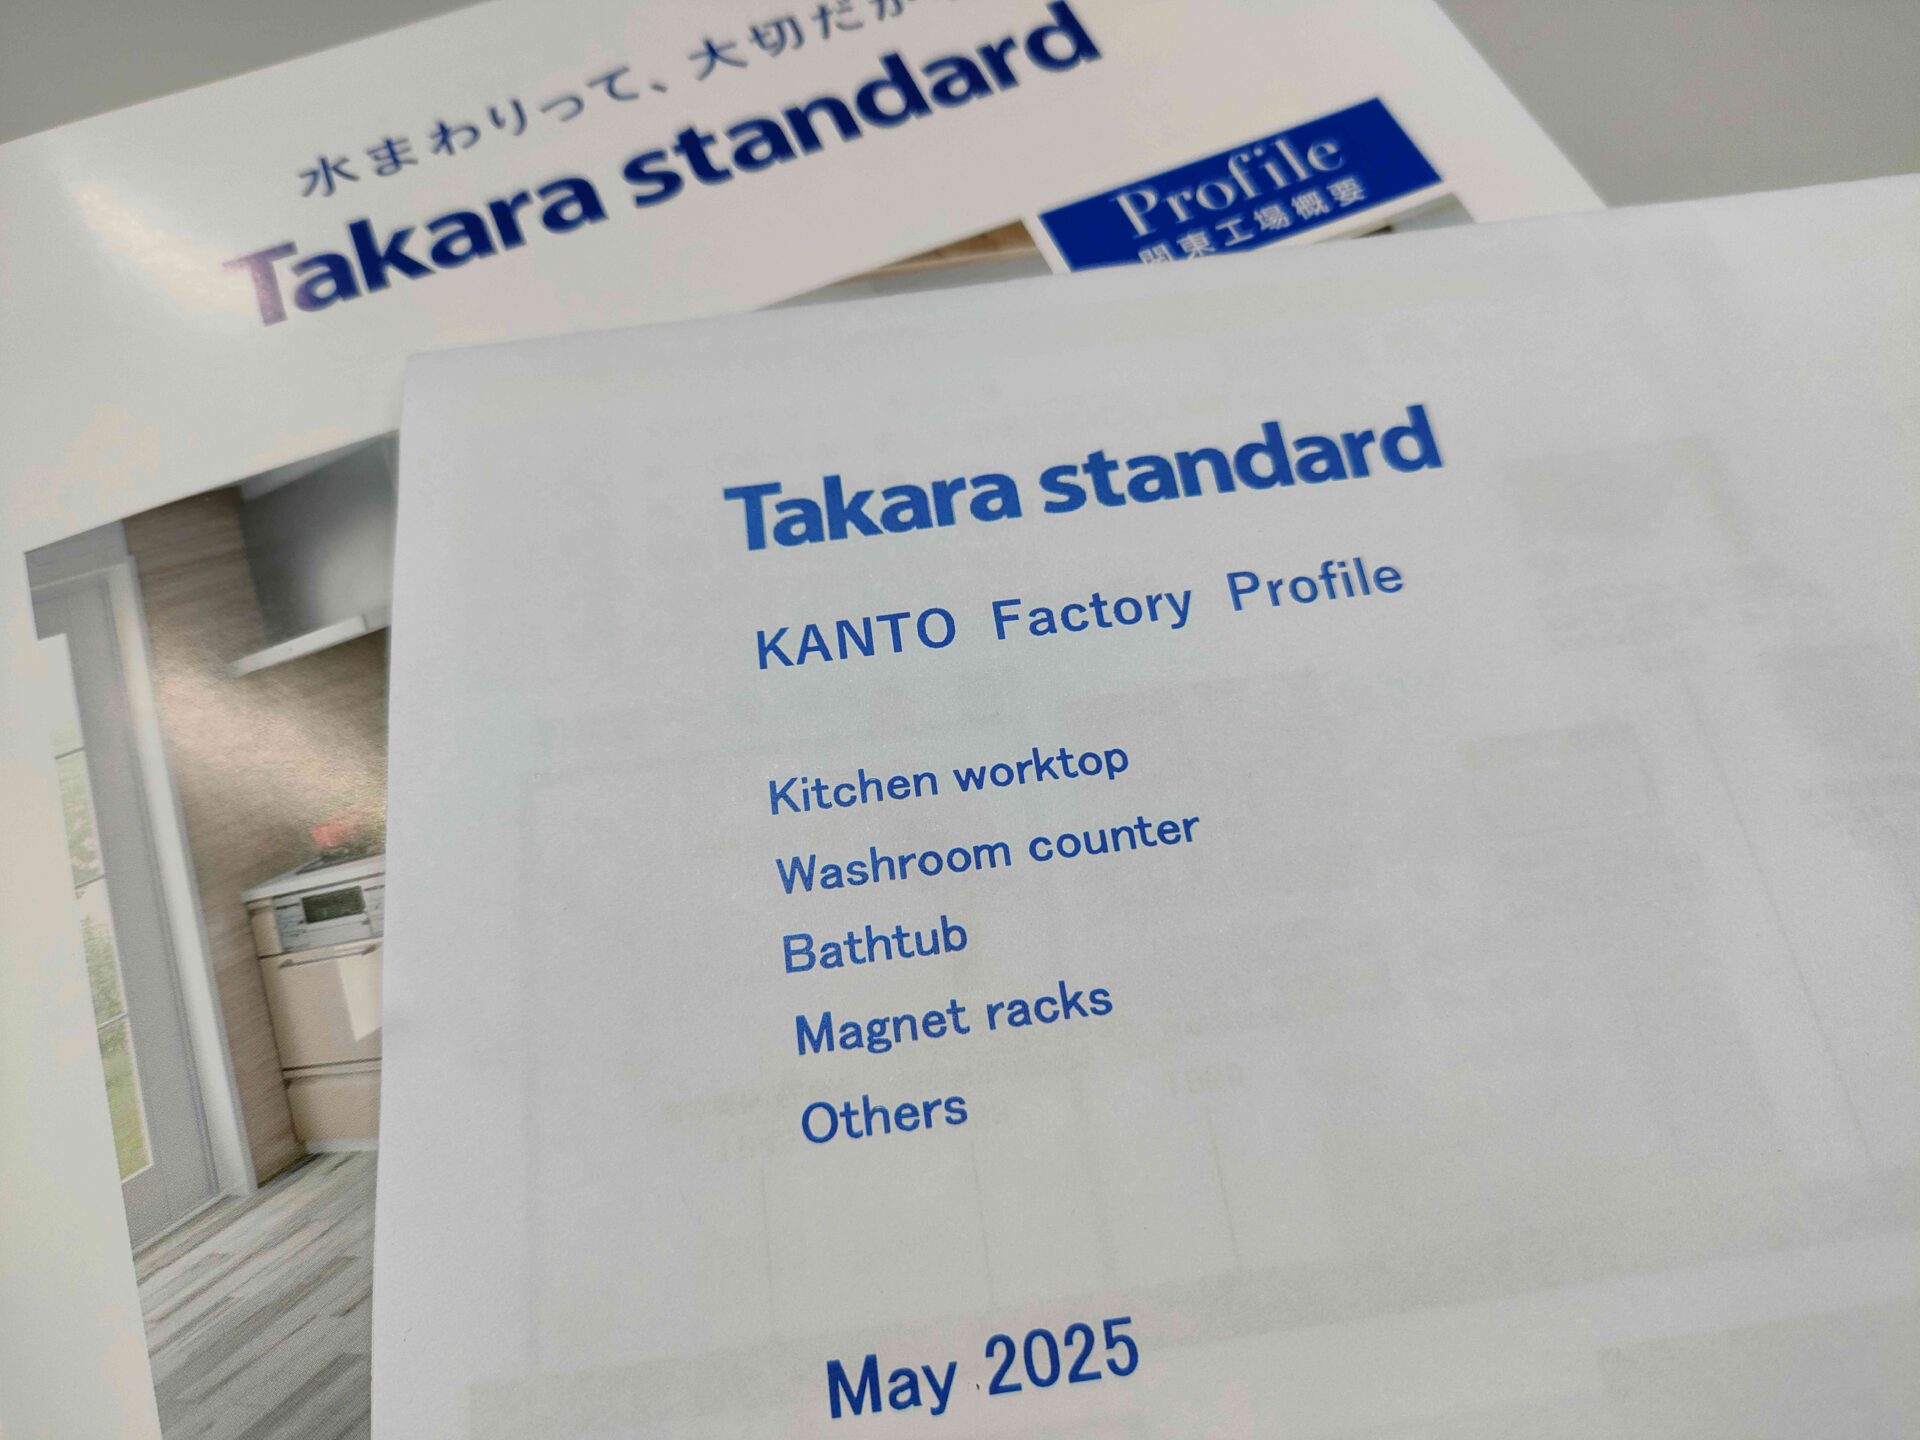 水まわりって、大切だか
Takara standard
Profile
関東工場概要
Takara standard
KANTO Factory Profile
Kitchen worktop
Washroom counter
Bathtub
Magnet racks
Others
May 2025